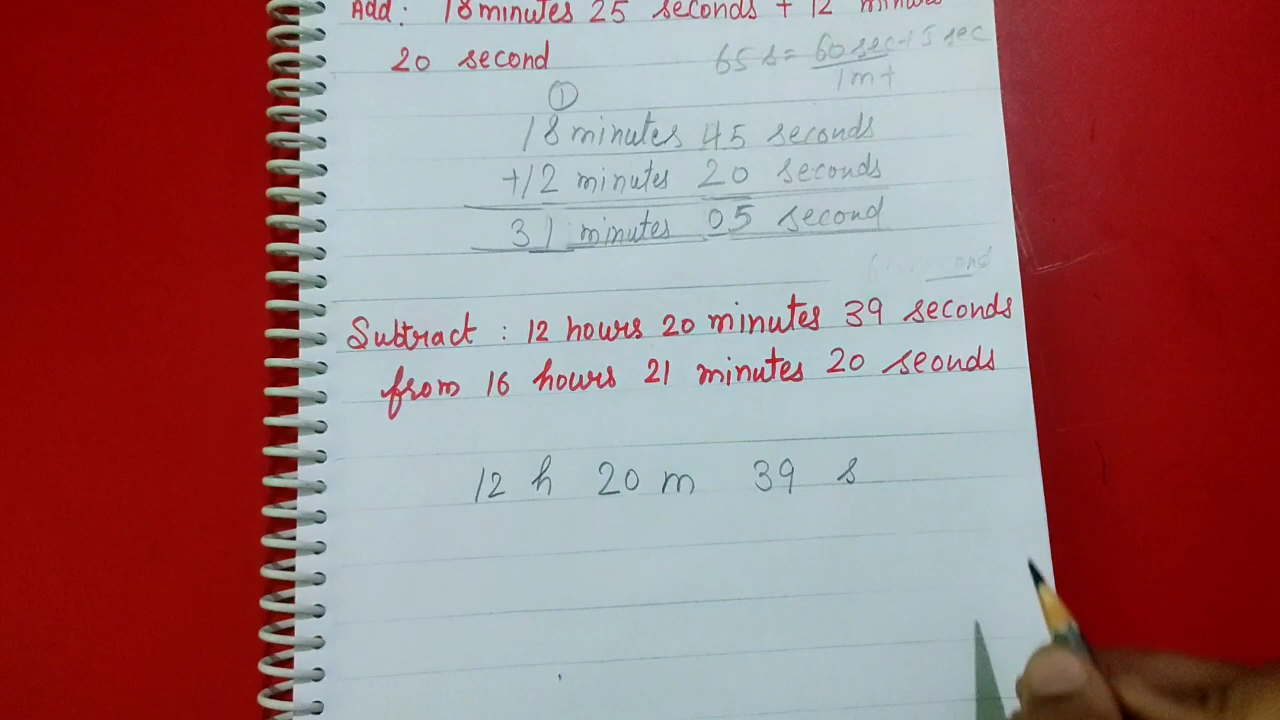 Add: 18 minutes 25 seconds + 12 minute
20 second
65 s = 60 sec + 5 sec
1 mt
1
18 minutes 45 seconds
+12 minutes 20 seconds
31 minutes 05 second
Subtract : 12 hours 20 minutes 39 seconds
from 16 hours 21 minutes 20 seonds
12 h 20 m 39 s